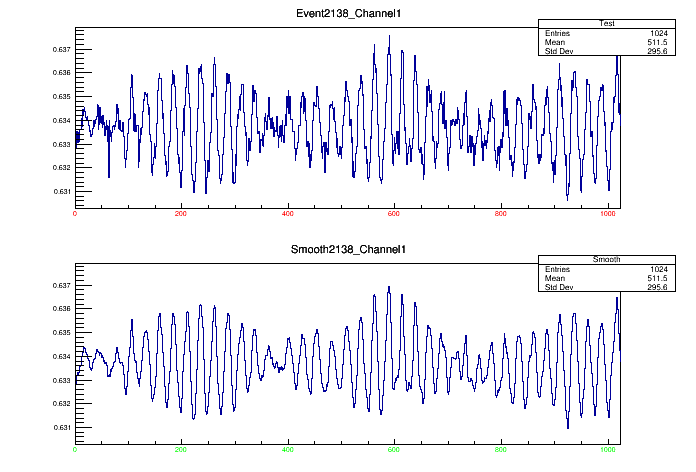 Event2138_Channel1
Test
Entries 1024
Mean 511.5
Std Dev 295.6
0.637
0.636
0.635
0.634
0.633
0.632
0.631
0 200 400 600 800 1000
Smooth2138_Channel1
Smooth
Entries 1024
Mean 511.5
Std Dev 295.6
0.637
0.636
0.635
0.634
0.633
0.632
0.631
0 200 400 600 800 1000